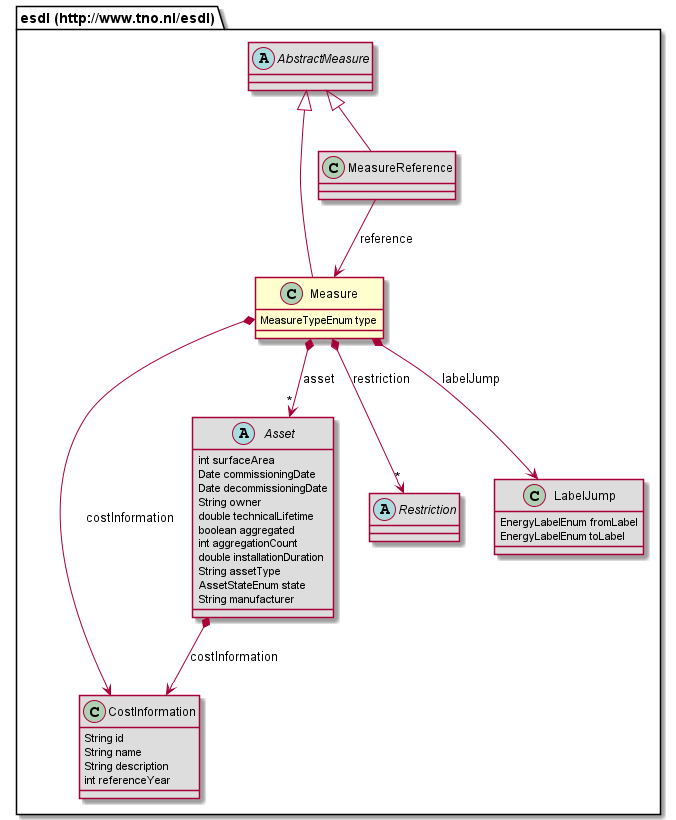 esdl (http://www.tno.nl/esdl)
A AbstractMeasure
C MeasureReference
reference
C Measure
MeasureTypeEnum type
asset
restriction
labelJump
*
A Asset
int surfaceArea
Date commissioningDate
Date decommissioningDate
String owner
double technicalLifetime
boolean aggregated
int aggregationCount
double installationDuration
String assetType
AssetStateEnum state
String manufacturer
*
A Restriction
C LabelJump
EnergyLabelEnum fromLabel
EnergyLabelEnum toLabel
costInformation
costInformation
C CostInformation
String id
String name
String description
int referenceYear